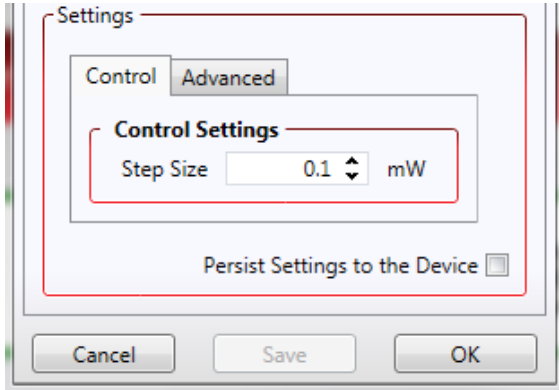 Settings
Control Advanced
Control Settings
Step Size 0.1 mW
Persist Settings to the Device
Cancel Save OK